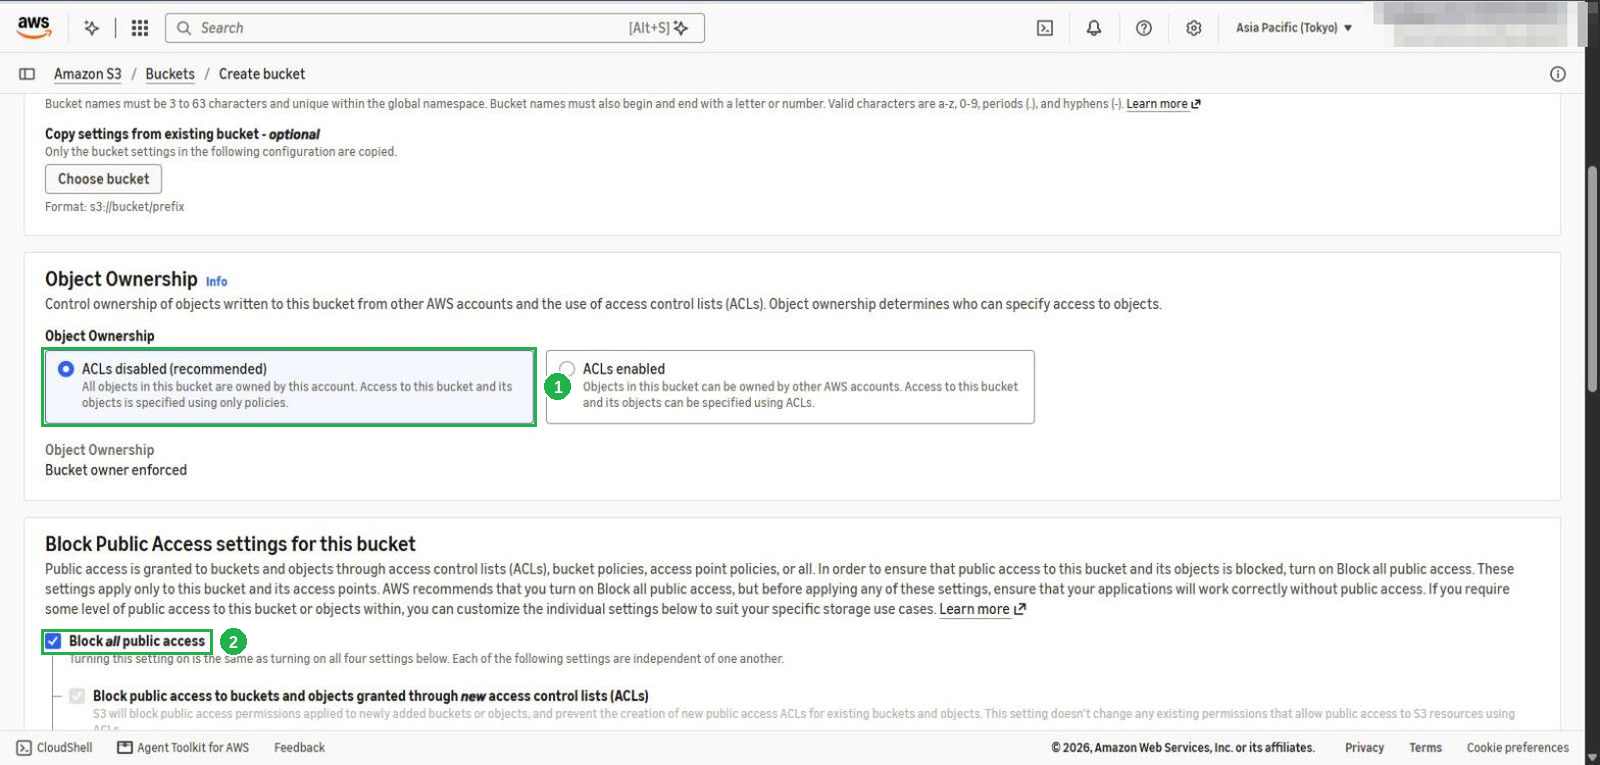 aws
Search
[Alt+S]
Asia Pacific (Tokyo)
Amazon S3 / Buckets / Create bucket
Bucket names must be 3 to 63 characters and unique within the global namespace. Bucket names must also begin and end with a letter or number. Valid characters are a-z, 0-9, periods (.), and hyphens (-). Learn more
Copy settings from existing bucket - optional
Only the bucket settings in the following configuration are copied.
Choose bucket
Format: s3://bucket/prefix
Object Ownership Info
Control ownership of objects written to this bucket from other AWS accounts and the use of access control lists (ACLs). Object ownership determines who can specify access to objects.
Object Ownership
ACLs disabled (recommended)
All objects in this bucket are owned by this account. Access to this bucket and its
objects is specified using only policies.
1
ACLs enabled
Objects in this bucket can be owned by other AWS accounts. Access to this bucket
and its objects can be specified using ACLs.
Object Ownership
Bucket owner enforced
Block Public Access settings for this bucket
Public access is granted to buckets and objects through access control lists (ACLs), bucket policies, access point policies, or all. In order to ensure that public access to this bucket and its objects is blocked, turn on Block all public access. These
settings apply only to this bucket and its access points. AWS recommends that you turn on Block all public access, but before applying any of these settings, ensure that your applications will work correctly without public access. If you require
some level of public access to this bucket or objects within, you can customize the individual settings below to suit your specific storage use cases. Learn more
Block all public access 2
Turning this setting on is the same as turning on all four settings below. Each of the following settings are independent of one another.
Block public access to buckets and objects granted through new access control lists (ACLs)
S3 will block public access permissions applied to newly added buckets or objects, and prevent the creation of new public access ACLs for existing buckets and objects. This setting doesn't change any existing permissions that allow public access to S3 resources using
ACLs.
CloudShell Agent Toolkit for AWS Feedback © 2026, Amazon Web Services, Inc. or its affiliates. Privacy Terms Cookie preferences